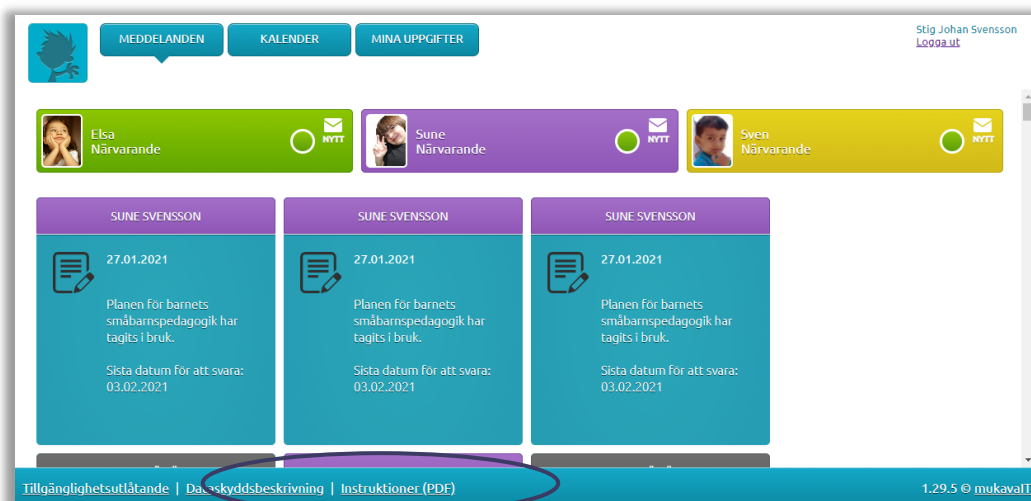 MEDDELANDEN KALENDER MINA UPPGIFTER
Stig Johan Svensson
Logga ut
Elsa
Närvarande
NYTT
Sune
Närvarande
NYTT
Sven
Närvarande
NYTT
SUNE SVENSSON
27.01.2021
Planen för barnets
småbarnspedagogik har
tagits i bruk.
Sista datum för att svara:
03.02.2021
SUNE SVENSSON
27.01.2021
Planen för barnets
småbarnspedagogik har
tagits i bruk.
Sista datum för att svara:
03.02.2021
SUNE SVENSSON
27.01.2021
Planen för barnets
småbarnspedagogik har
tagits i bruk.
Sista datum för att svara:
03.02.2021
Tillgänglighetsutlåtande | Dataskyddsbeskrivning | Instruktioner (PDF)
1.29.5 © mukavaIT